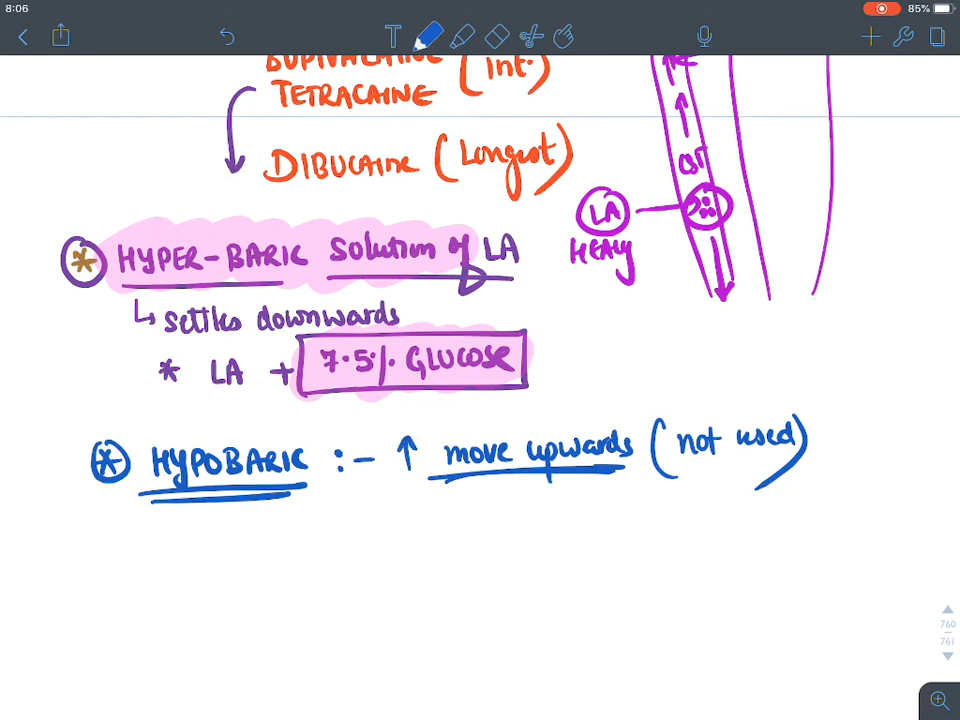 8:06
85%
T
BUPIVACAINE (int.)
TETRACAINE
DIBUCAINE (Longest)
CSF
LA
HEAVY
* HYPER-BARIC Solution of LA
↳ settles downwards
* LA + 7.5% GLUCOSE
* HYPOBARIC :- ↑ move upwards (not used)
760
761